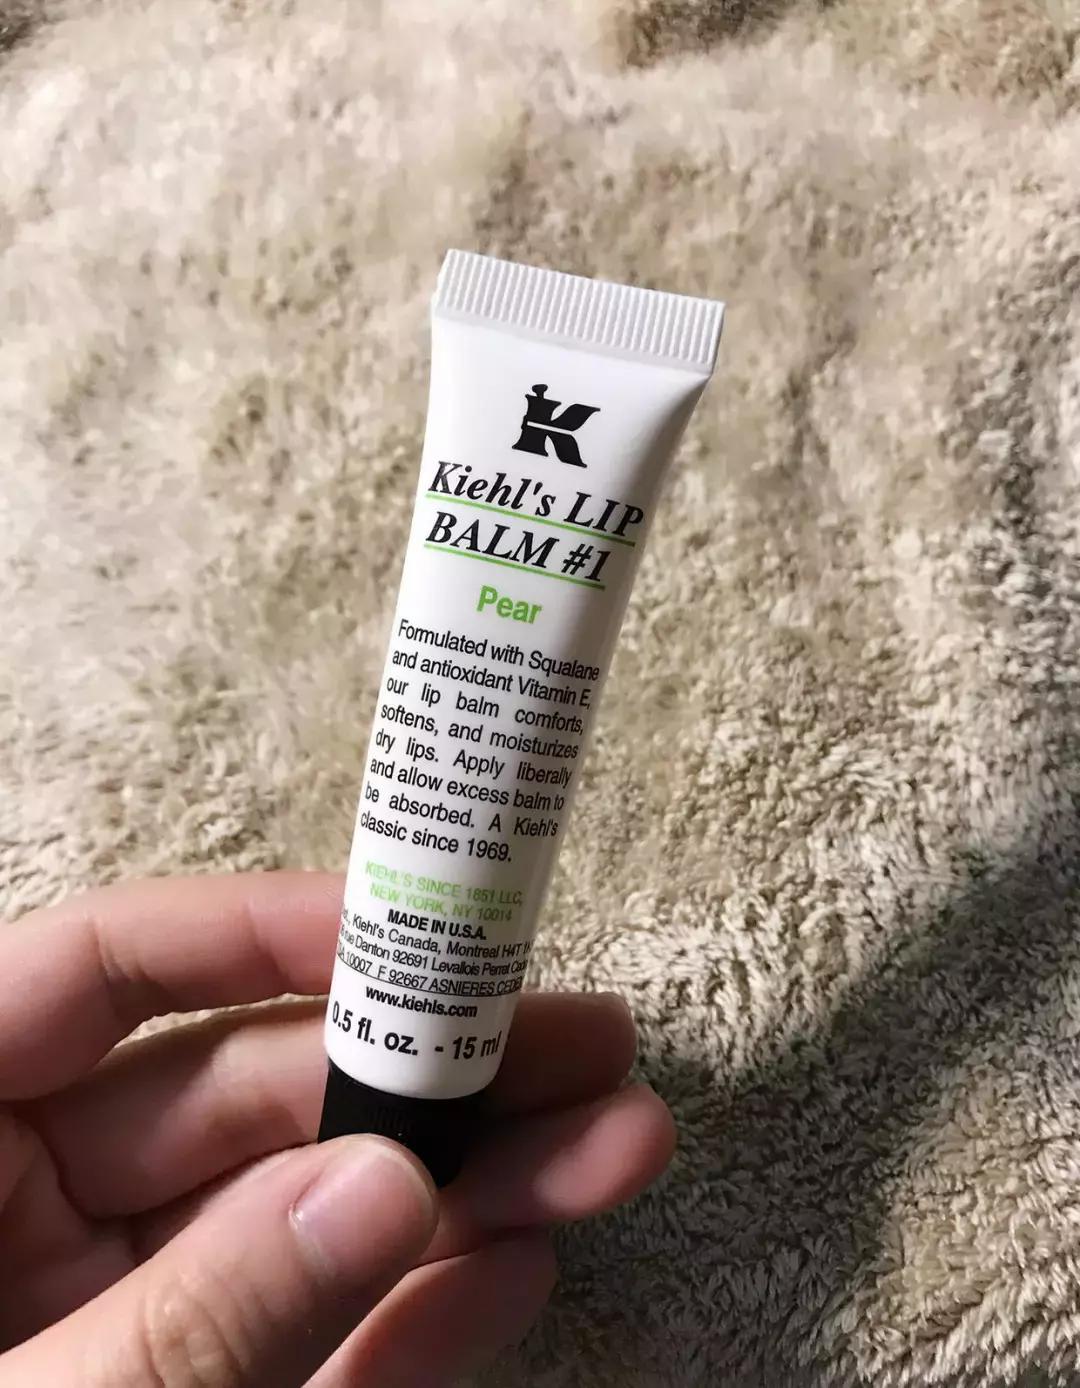 K
Kiehl's LIP
BALM #1
Pear
Formulated with Squalane
and antioxidant Vitamin E,
our lip balm comforts,
softens, and moisturizes
dry lips. Apply liberally
and allow excess balm to
be absorbed. A Kiehl's
classic since 1969.
KIEHL'S SINCE 1851 LLC,
NEW YORK, NY 10014
MADE IN U.S.A.
Kiehl's Canada, Montreal H4T
Danton 92691 Levallois Perret
10007 F 92667 ASNIERES CEDEX
www.kiehls.com
0.5 fl. oz. - 15 ml